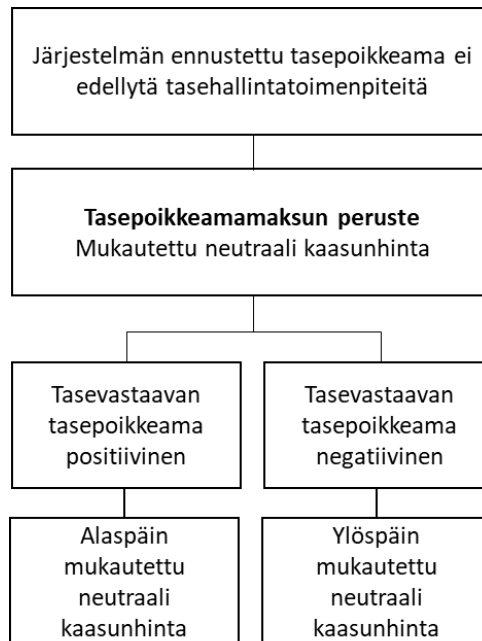 Järjestelmän ennustettu tasepoikkeama ei
edellytä tasehallintatoimenpiteitä
Tasepoikkeamamaksun peruste
Mukautettu neutraali kaasunhinta
Tasevastaavan
tasepoikkeama
positiivinen
Tasevastaavan
tasepoikkeama
negatiivinen
Alaspäin
mukautettu
neutraali
kaasunhinta
Ylöspäin
mukautettu
neutraali
kaasunhinta